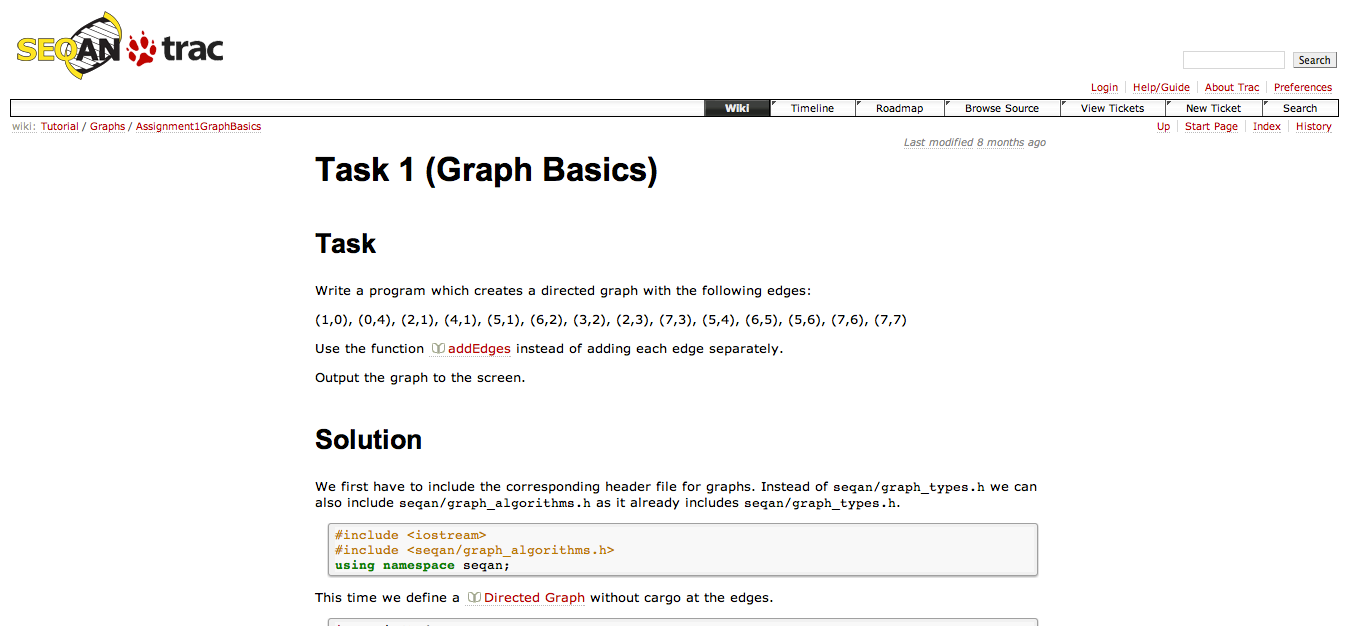 SEQAN trac
Search
Login Help/Guide About Trac Preferences
Wiki Timeline Roadmap Browse Source View Tickets New Ticket Search
wiki: Tutorial / Graphs / Assignment1GraphBasics
Up Start Page Index History
Last modified 8 months ago
Task 1 (Graph Basics)
Task
Write a program which creates a directed graph with the following edges:
(1,0), (0,4), (2,1), (4,1), (5,1), (6,2), (3,2), (2,3), (7,3), (5,4), (6,5), (5,6), (7,6), (7,7)
Use the function addEdges instead of adding each edge separately.
Output the graph to the screen.
Solution
We first have to include the corresponding header file for graphs. Instead of seqan/graph_types.h we can
also include seqan/graph_algorithms.h as it already includes seqan/graph_types.h.
#include <iostream>
#include <seqan/graph_algorithms.h>
using namespace seqan;
This time we define a Directed Graph without cargo at the edges.